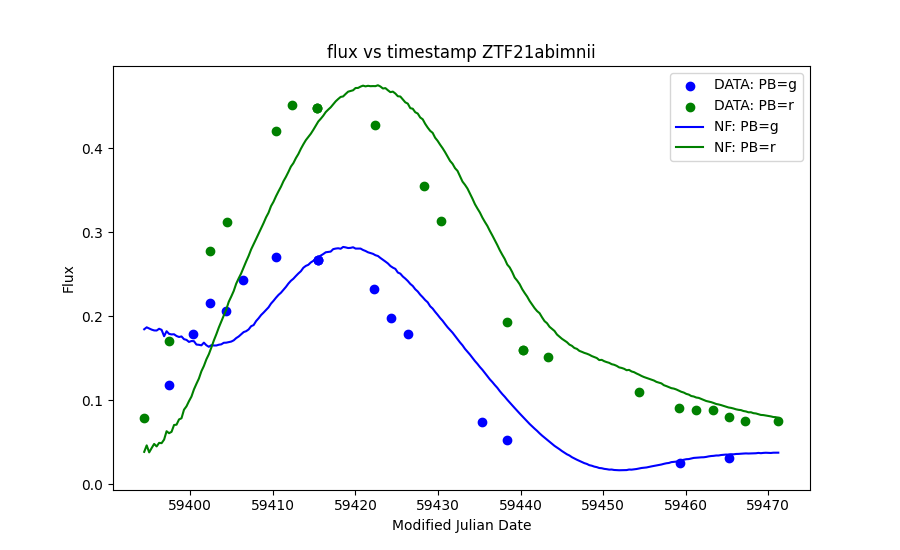 flux vs timestamp ZTF21abimnii
DATA: PB=g
DATA: PB=r
NF: PB=g
NF: PB=r
Flux
0.4
0.3
0.2
0.1
0.0
59400 59410 59420 59430 59440 59450 59460 59470
Modified Julian Date